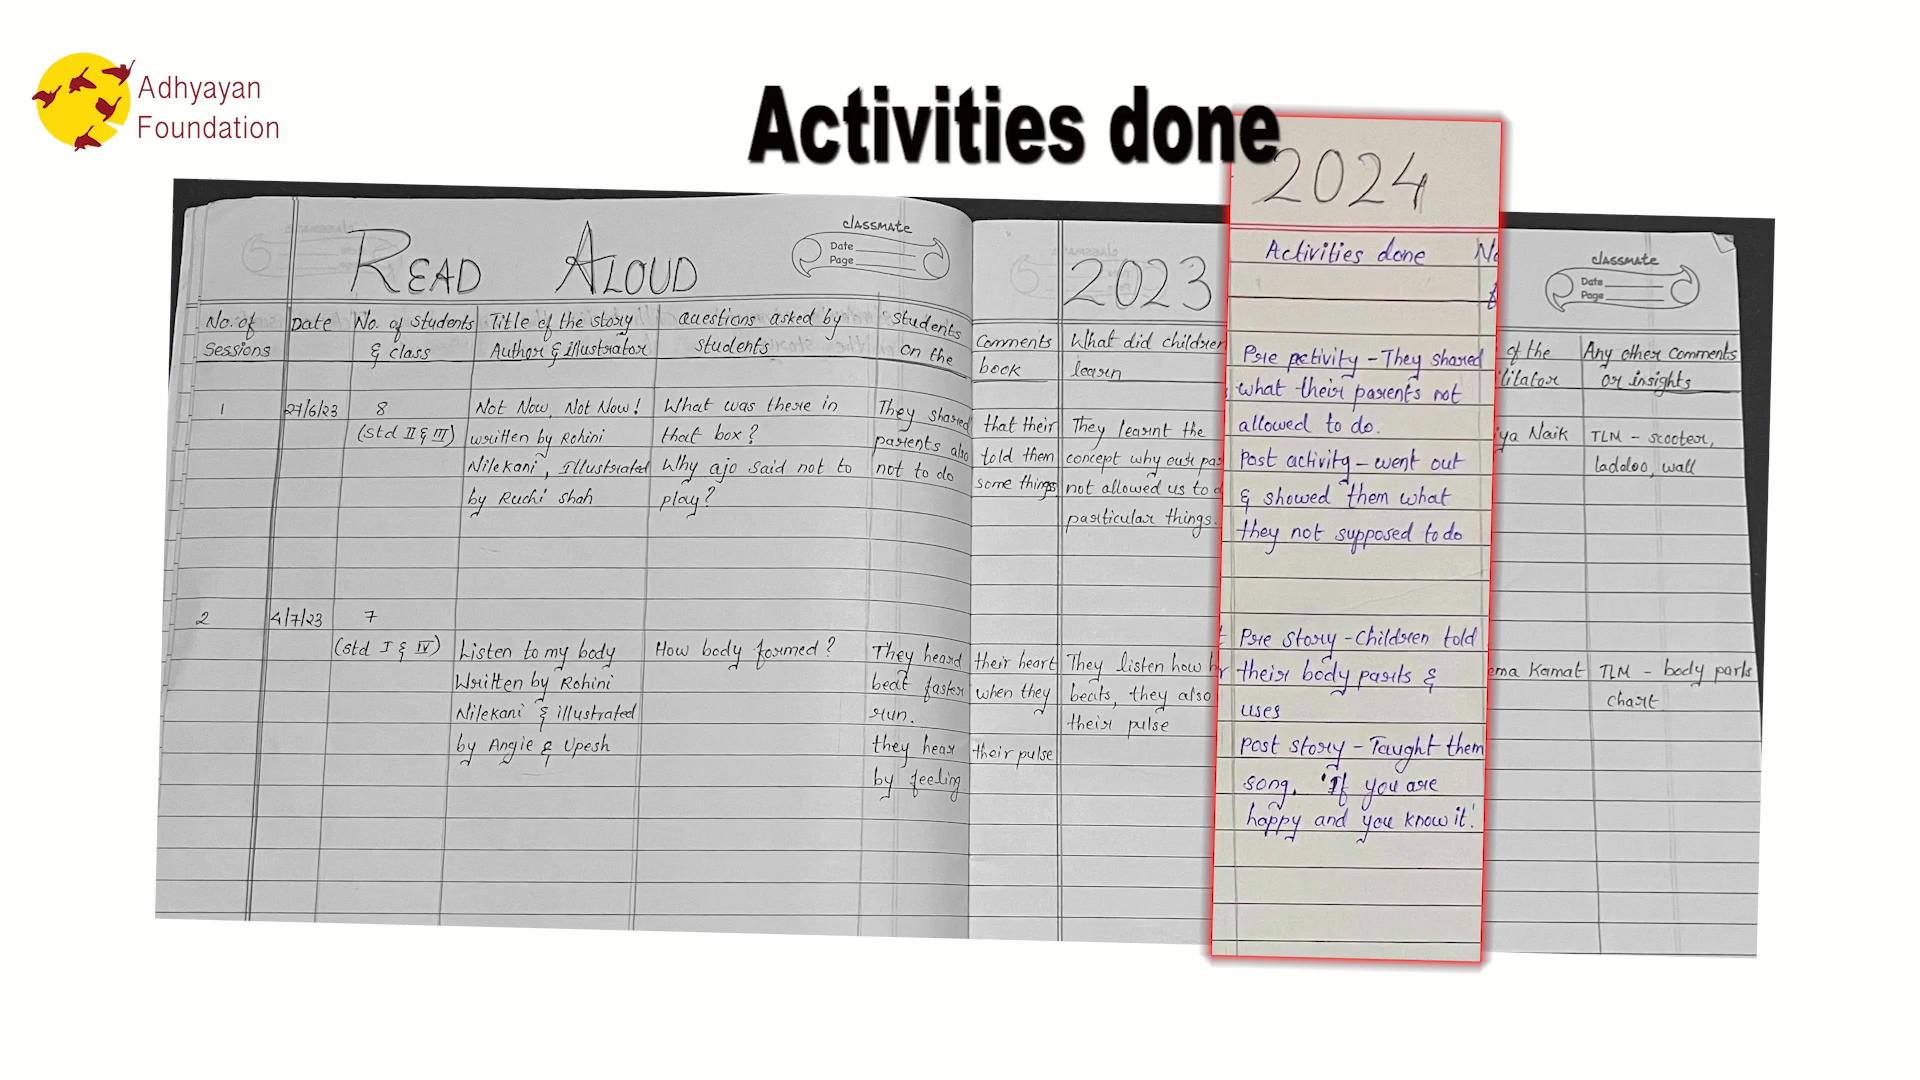 Adhyayan
Foundation
Activities done
READ ALOUD
classmate
Date
Page
2023
2024
classmate
Date
Page
No. of
Sessions
Date
No. of students
& class
Title of the story
Author & illustrator
Questions asked by
students
Students
on the
Comments
book
What did children
learn
Activities done
of the
Any other comments
or insights
1
27/6/23
8
(Std II & III)
Not Now, Not Now!
written by Rohini
Nilekani, Illustrated
by Ruchi Shah
What was there in
that box?
Why ajo said not to
play?
They shared
parents also
not to do
that their
told them
some things
They learnt the
concept why our pa
not allowed us to d
particular things.
Pre activity - They shared
what their parents not
allowed to do.
Post activity - went out
& showed them what
they not supposed to do
iya Naik
TLM - scooter,
laddoo, wall
2
4/7/23
7
(Std I & IV)
Listen to my body
Written by Rohini
Nilekani & illustrated
by Angie & Upesh
How body formed?
They heard
beat faster
run.
they hear
by feeling
their heart
when they
their pulse
They listen how h
beats, they also
their pulse
Pre story - Children told
their body parts &
uses
Post story - Taught them
song. 'If you are
happy and you know it'.
ema Kamat
TLM - body parts
chart